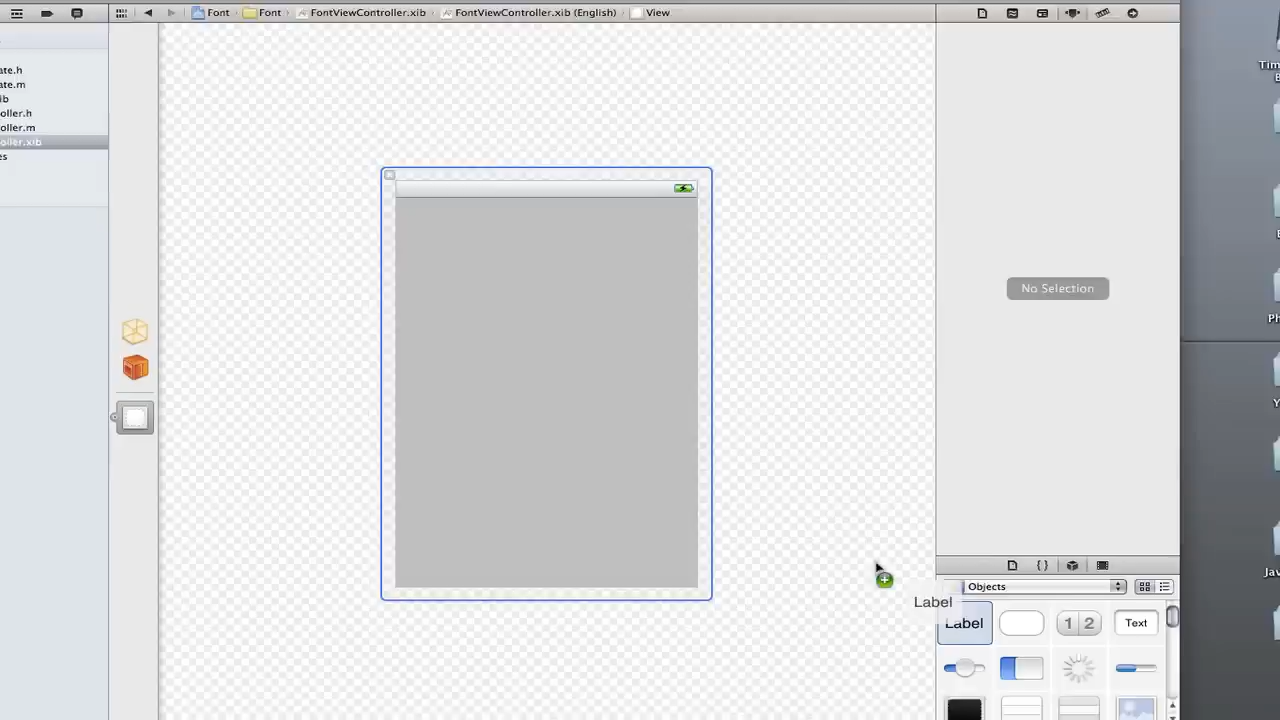 Font › Font › FontViewController.xib › FontViewController.xib (English) › View
ate.h
ate.m
ib
oller.h
oller.m
oller.xib
es
No Selection
Objects
Label
Label
1 2
Text
Tim
B
E
Ph
Y
Jav